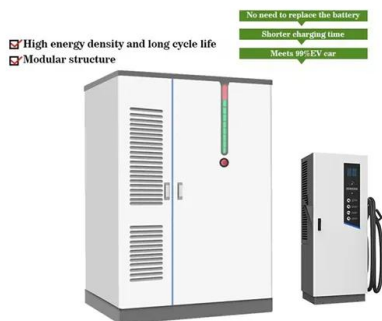 No need to replace the battery
Shorter charging time
Meets 99%EV car
High energy density and long cycle life
Modular structure